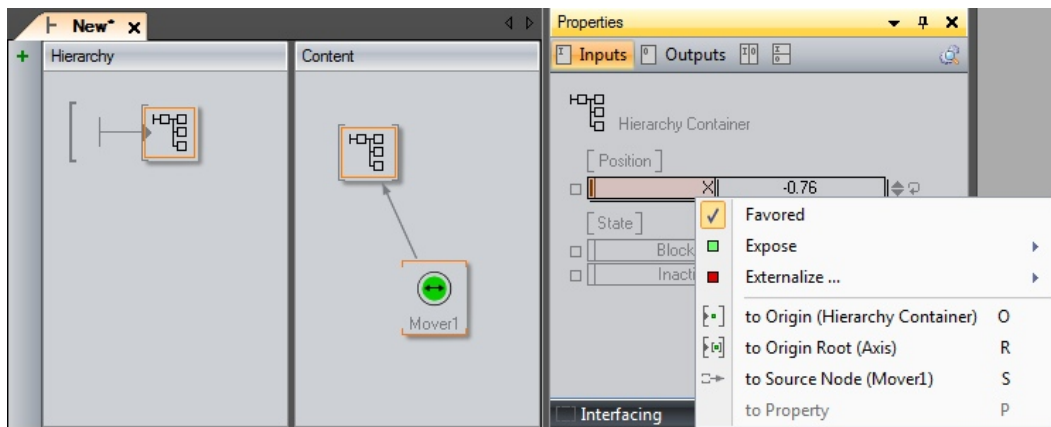 New*
Hierarchy
Content
Mover1
Properties
Inputs
Outputs
Hierarchy Container
Position
X -0.76
State
Block
Inacti
Interfacing
Favored
Expose
Externalize ...
to Origin (Hierarchy Container) O
to Origin Root (Axis) R
to Source Node (Mover1) S
to Property P